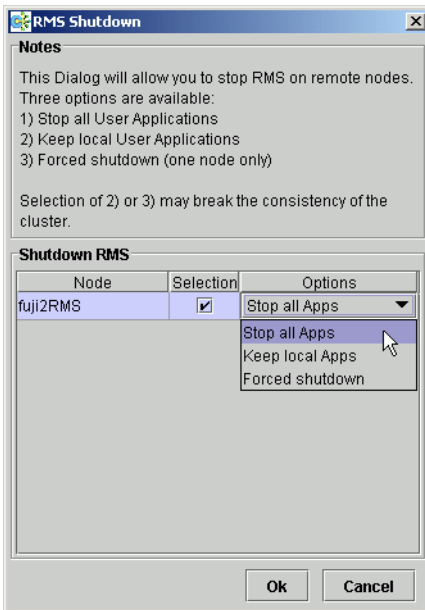 RMS Shutdown
Notes
This Dialog will allow you to stop RMS on remote nodes.
Three options are available:
1) Stop all User Applications
2) Keep local User Applications
3) Forced shutdown (one node only)
Selection of 2) or 3) may break the consistency of the
cluster.
Shutdown RMS
Node Selection Options
fuji2RMS Stop all Apps
Stop all Apps
Keep local Apps
Forced shutdown
Ok Cancel